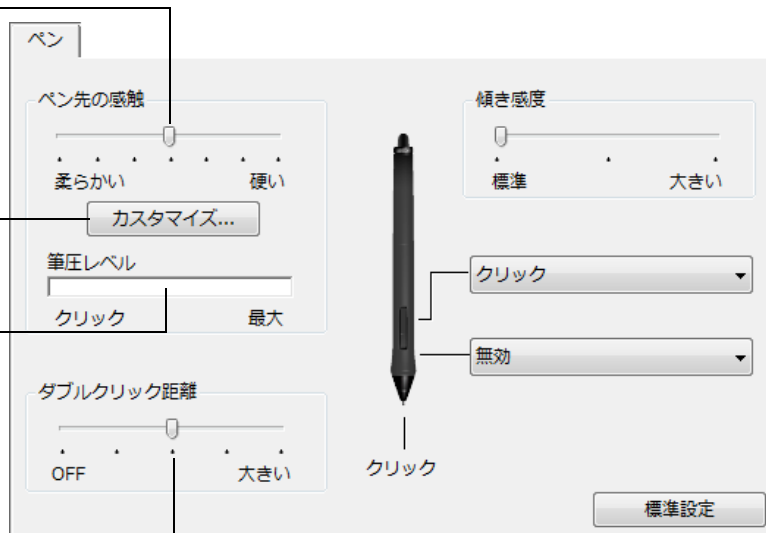 ペン
ペン先の感触
柔らかい 硬い
カスタマイズ...
筆圧レベル
クリック 最大
ダブルクリック距離
OFF 大きい
傾き感度
標準 大きい
クリック
無効
クリック
標準設定